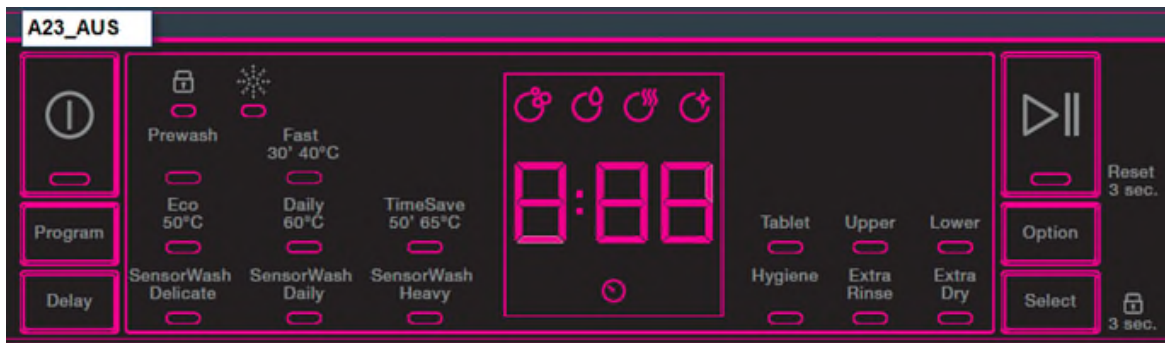 A23_AUS
Prewash
Fast
30' 40°C
Reset
3 sec.
Eco
50°C
Daily
60°C
TimeSave
50' 65°C
8:88
Program
Tablet
Upper
Lower
Option
Delay
SensorWash
Delicate
SensorWash
Daily
SensorWash
Heavy
Hygiene
Extra
Rinse
Extra
Dry
Select
3 sec.